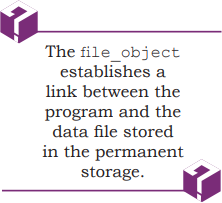 The file_object
establishes a
link between the
program and the
data file stored
in the permanent
storage.